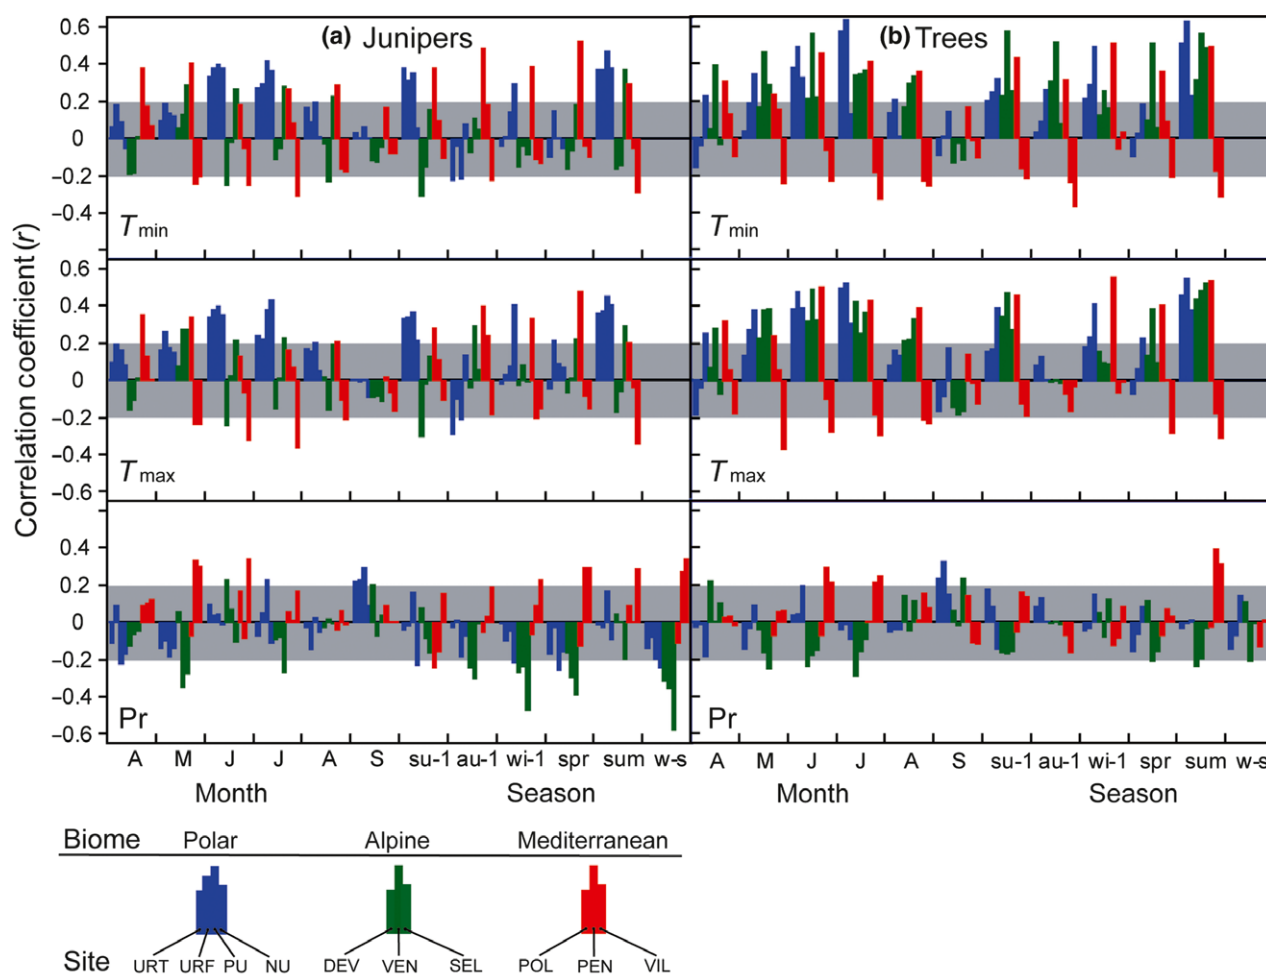 (a) Junipers
(b) Trees
Correlation coefficient (r)
0.6
0.4
0.2
0
−0.2
−0.4
Tmin
Tmin
0.6
0.4
0.2
0
−0.2
−0.4
−0.6
Tmax
Tmax
0.4
0.2
0
−0.2
−0.4
−0.6
Pr
Pr
A M J J A S su-1 au-1 wi-1 spr sum w-s
A M J J A S su-1 au-1 wi-1 spr sum w-s
Month Season
Month Season
Biome Polar Alpine Mediterranean
Site URT URF PU NU DEV VEN SEL POL PEN VIL